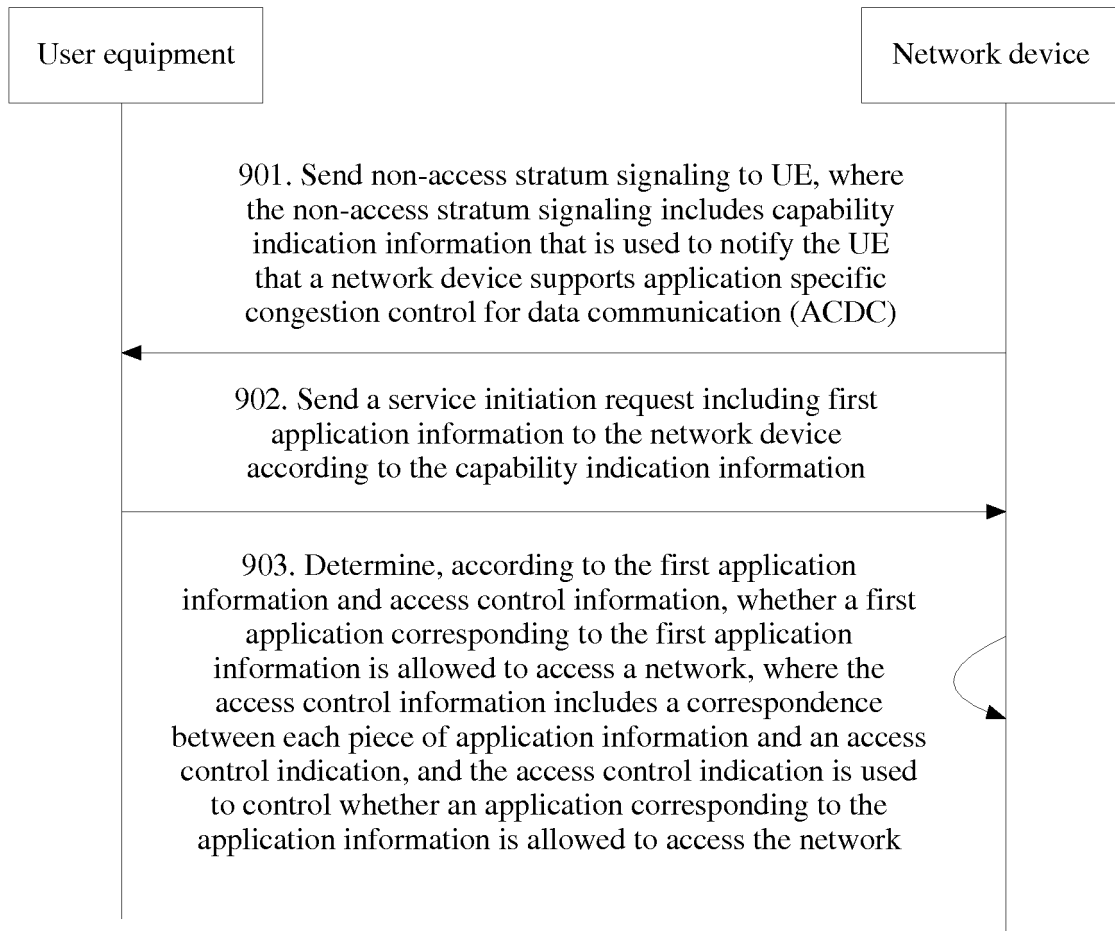 User equipment
Network device
901. Send non-access stratum signaling to UE, where
the non-access stratum signaling includes capability
indication information that is used to notify the UE
that a network device supports application specific
congestion control for data communication (ACDC)
902. Send a service initiation request including first
application information to the network device
according to the capability indication information
903. Determine, according to the first application
information and access control information, whether a first
application corresponding to the first application
information is allowed to access a network, where the
access control information includes a correspondence
between each piece of application information and an access
control indication, and the access control indication is used
to control whether an application corresponding to the
application information is allowed to access the network